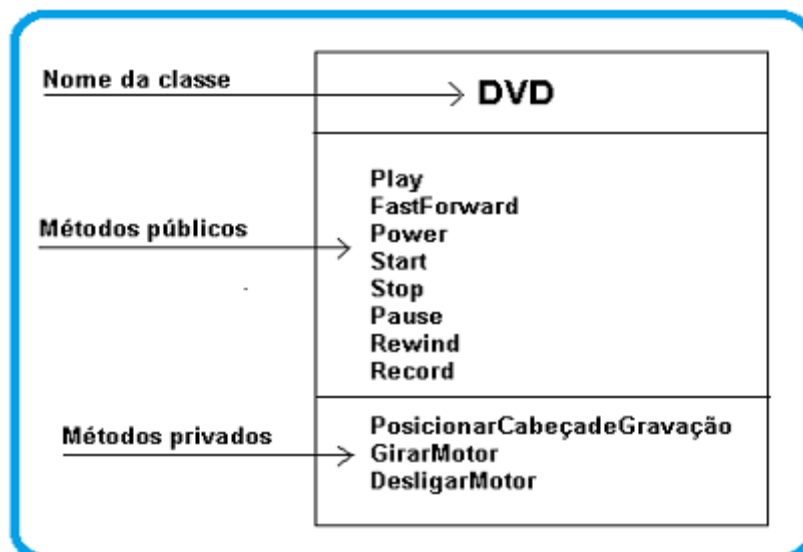 Nome da classe
DVD
Métodos públicos
Play
FastForward
Power
Start
Stop
Pause
Rewind
Record
Métodos privados
PosicionarCabeçadeGravação
GirarMotor
DesligarMotor